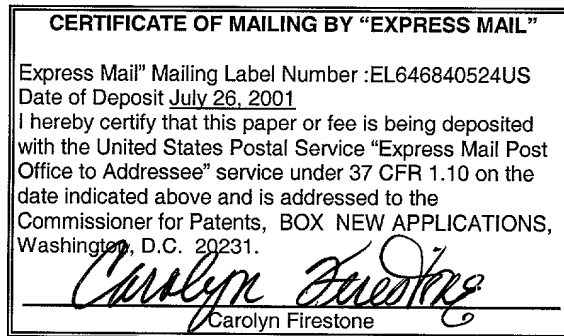 CERTIFICATE OF MAILING BY “EXPRESS MAIL”
Express Mail” Mailing Label Number :EL646840524US
Date of Deposit July 26, 2001
I hereby certify that this paper or fee is being deposited
with the United States Postal Service “Express Mail Post
Office to Addressee” service under 37 CFR 1.10 on the
date indicated above and is addressed to the
Commissioner for Patents, BOX NEW APPLICATIONS,
Washington, D.C. 20231.
Carolyn Firestone
Carolyn Firestone